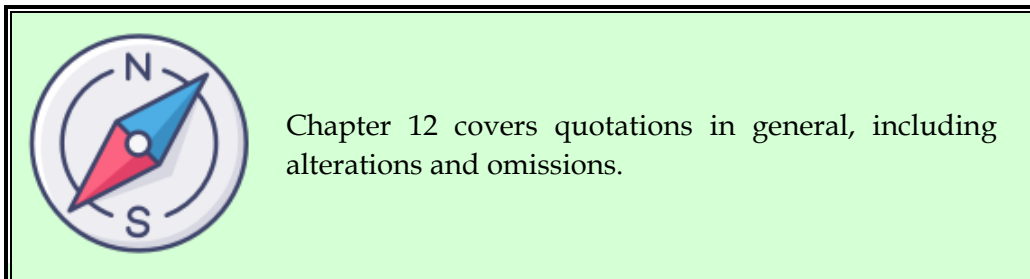 N
Chapter 12 covers quotations in general, including
alterations and omissions.
S